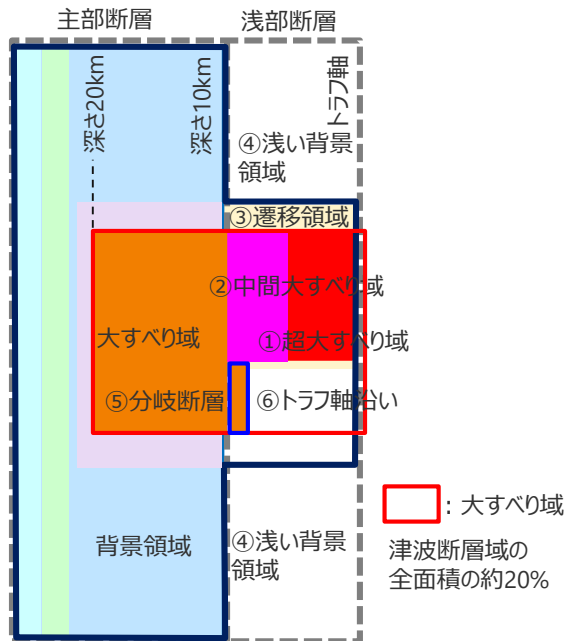 主部断層
浅部断層
深さ20km
深さ10km
トラフ軸
④浅い背景
領域
③遷移領域
②中間大すべり域
①超大すべり域
大すべり域
⑤分岐断層
⑥トラフ軸沿い
背景領域
④浅い背景
領域
：大すべり域
津波断層域の
全面積の約20%